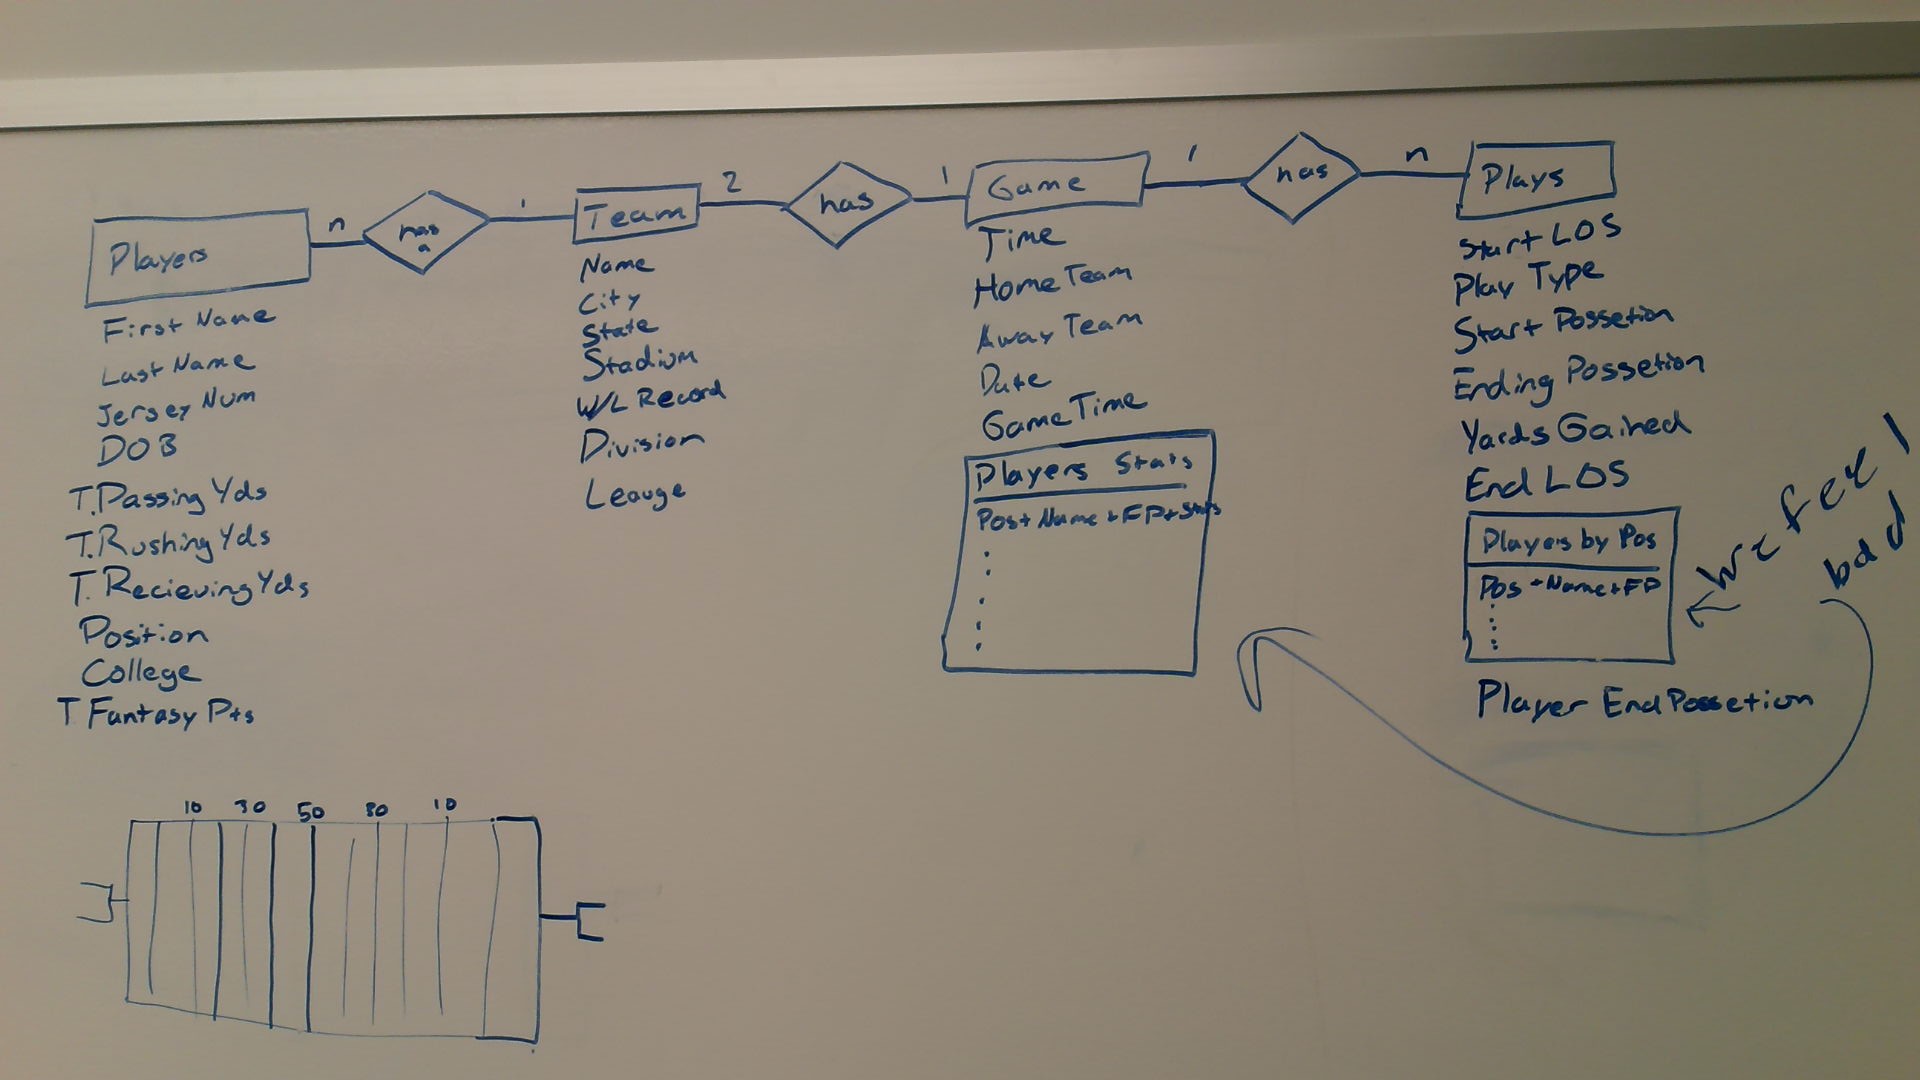 Players
n
has a
1
Team
2
has
1
Game
1
has
n
Plays
First Name
Last Name
Jersey Num
DOB
T.Passing Yds
T.Rushing Yds
T.Recieving Yds
Position
College
T Fantasy Pts
Name
City
State
Stadium
W/L Record
Division
Leauge
Time
Home Team
Away Team
Date
Game Time
Players Stats
Pos+Name+FP+Stats
Start LOS
Play Type
Start Possetion
Ending Possetion
Yards Gained
End LOS
Players by Pos
Pos+Name+FP
Player End Possetion
we feel
bad
10 30 50 30 10